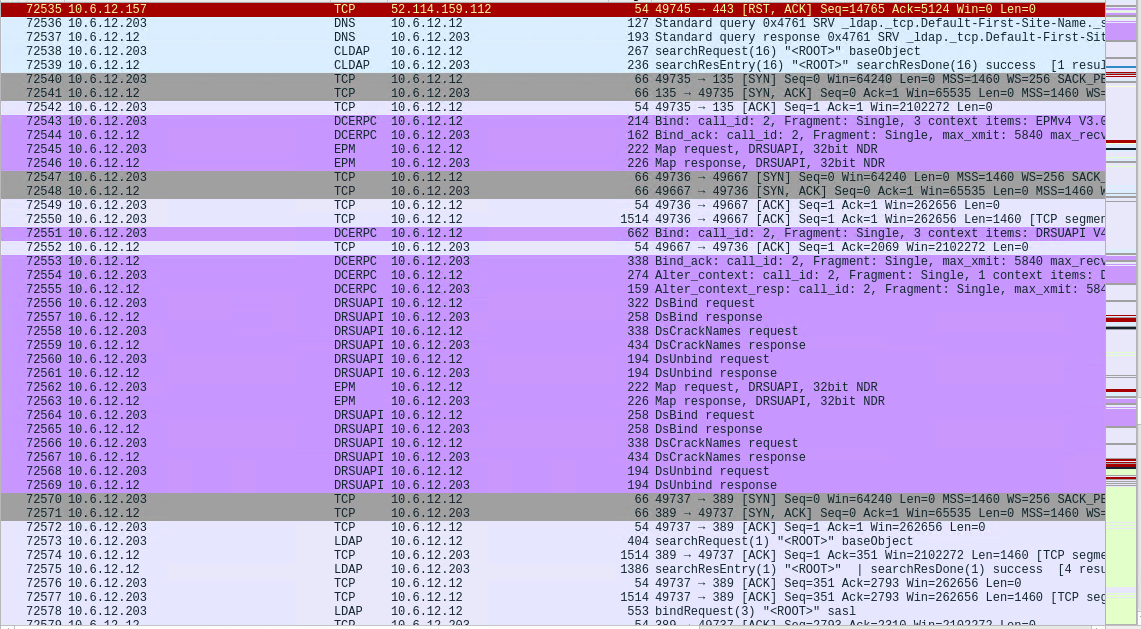 72535 10.6.12.157 TCP 52.114.159.112 54 49745 → 443 [RST, ACK] Seq=14765 Ack=5124 Win=0 Len=0
72536 10.6.12.203 DNS 10.6.12.12 127 Standard query 0x4761 SRV _ldap._tcp.Default-First-Site-Name._s
72537 10.6.12.12 DNS 10.6.12.203 193 Standard query response 0x4761 SRV _ldap._tcp.Default-First-Sit
72538 10.6.12.203 CLDAP 10.6.12.12 267 searchRequest(16) "<ROOT>" baseObject
72539 10.6.12.12 CLDAP 10.6.12.203 236 searchResEntry(16) "<ROOT>" searchResDone(16) success [1 resul
72540 10.6.12.203 TCP 10.6.12.12 66 49735 → 135 [SYN] Seq=0 Win=64240 Len=0 MSS=1460 WS=256 SACK_PE
72541 10.6.12.12 TCP 10.6.12.203 66 135 → 49735 [SYN, ACK] Seq=0 Ack=1 Win=65535 Len=0 MSS=1460 WS=
72542 10.6.12.203 TCP 10.6.12.12 54 49735 → 135 [ACK] Seq=1 Ack=1 Win=2102272 Len=0
72543 10.6.12.203 DCERPC 10.6.12.12 214 Bind: call_id: 2, Fragment: Single, 3 context items: EPMv4 V3.0
72544 10.6.12.12 DCERPC 10.6.12.203 162 Bind_ack: call_id: 2, Fragment: Single, max_xmit: 5840 max_recv
72545 10.6.12.203 EPM 10.6.12.12 222 Map request, DRSUAPI, 32bit NDR
72546 10.6.12.12 EPM 10.6.12.203 226 Map response, DRSUAPI, 32bit NDR
72547 10.6.12.203 TCP 10.6.12.12 66 49736 → 49667 [SYN] Seq=0 Win=64240 Len=0 MSS=1460 WS=256 SACK_
72548 10.6.12.12 TCP 10.6.12.203 66 49667 → 49736 [SYN, ACK] Seq=0 Ack=1 Win=65535 Len=0 MSS=1460 W
72549 10.6.12.203 TCP 10.6.12.12 54 49736 → 49667 [ACK] Seq=1 Ack=1 Win=262656 Len=0
72550 10.6.12.203 TCP 10.6.12.12 1514 49736 → 49667 [ACK] Seq=1 Ack=1 Win=262656 Len=1460 [TCP segmen
72551 10.6.12.203 DCERPC 10.6.12.12 662 Bind: call_id: 2, Fragment: Single, 3 context items: DRSUAPI V4
72552 10.6.12.12 TCP 10.6.12.203 54 49667 → 49736 [ACK] Seq=1 Ack=2069 Win=2102272 Len=0
72553 10.6.12.12 DCERPC 10.6.12.203 338 Bind_ack: call_id: 2, Fragment: Single, max_xmit: 5840 max_recv
72554 10.6.12.203 DCERPC 10.6.12.12 274 Alter_context: call_id: 2, Fragment: Single, 1 context items: D
72555 10.6.12.12 DCERPC 10.6.12.203 159 Alter_context_resp: call_id: 2, Fragment: Single, max_xmit: 584
72556 10.6.12.203 DRSUAPI 10.6.12.12 322 DsBind request
72557 10.6.12.12 DRSUAPI 10.6.12.203 258 DsBind response
72558 10.6.12.203 DRSUAPI 10.6.12.12 338 DsCrackNames request
72559 10.6.12.12 DRSUAPI 10.6.12.203 434 DsCrackNames response
72560 10.6.12.203 DRSUAPI 10.6.12.12 194 DsUnbind request
72561 10.6.12.12 DRSUAPI 10.6.12.203 194 DsUnbind response
72562 10.6.12.203 EPM 10.6.12.12 222 Map request, DRSUAPI, 32bit NDR
72563 10.6.12.12 EPM 10.6.12.203 226 Map response, DRSUAPI, 32bit NDR
72564 10.6.12.203 DRSUAPI 10.6.12.12 258 DsBind request
72565 10.6.12.12 DRSUAPI 10.6.12.203 258 DsBind response
72566 10.6.12.203 DRSUAPI 10.6.12.12 338 DsCrackNames request
72567 10.6.12.12 DRSUAPI 10.6.12.203 434 DsCrackNames response
72568 10.6.12.203 DRSUAPI 10.6.12.12 194 DsUnbind request
72569 10.6.12.12 DRSUAPI 10.6.12.203 194 DsUnbind response
72570 10.6.12.203 TCP 10.6.12.12 66 49737 → 389 [SYN] Seq=0 Win=64240 Len=0 MSS=1460 WS=256 SACK_PE
72571 10.6.12.12 TCP 10.6.12.203 66 389 → 49737 [SYN, ACK] Seq=0 Ack=1 Win=65535 Len=0 MSS=1460 WS=
72572 10.6.12.203 TCP 10.6.12.12 54 49737 → 389 [ACK] Seq=1 Ack=1 Win=262656 Len=0
72573 10.6.12.203 LDAP 10.6.12.12 404 searchRequest(1) "<ROOT>" baseObject
72574 10.6.12.12 TCP 10.6.12.203 1514 389 → 49737 [ACK] Seq=1 Ack=351 Win=2102272 Len=1460 [TCP segme
72575 10.6.12.12 LDAP 10.6.12.203 1386 searchResEntry(1) "<ROOT>" | searchResDone(1) success [4 resu
72576 10.6.12.203 TCP 10.6.12.12 54 49737 → 389 [ACK] Seq=351 Ack=2793 Win=262656 Len=0
72577 10.6.12.203 TCP 10.6.12.12 1514 49737 → 389 [ACK] Seq=351 Ack=2793 Win=262656 Len=1460 [TCP seg
72578 10.6.12.203 LDAP 10.6.12.12 553 bindRequest(3) "<ROOT>" sasl
72579 10.6.12.12 TCP 10.6.12.203 54 389 → 49737 [ACK] Seq=2793 Ack=2310 Win=2102272 Len=0